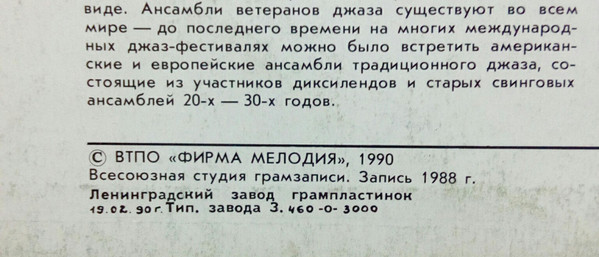 виде. Ансамбли ветеранов джаза существуют во всем
мире — до последнего времени на многих международ-
ных джаз-фестивалях можно было встретить американ-
ские и европейские ансамбли традиционного джаза, со-
стоящие из участников диксилендов и старых свинговых
ансамблей 20-х — 30-х годов.
© ВТПО «ФИРМА МЕЛОДИЯ», 1990
Всесоюзная студия грамзаписи. Запись 1988 г.
Ленинградский завод грампластинок
19.02.90г. Тип. завода З. 460-0-3000